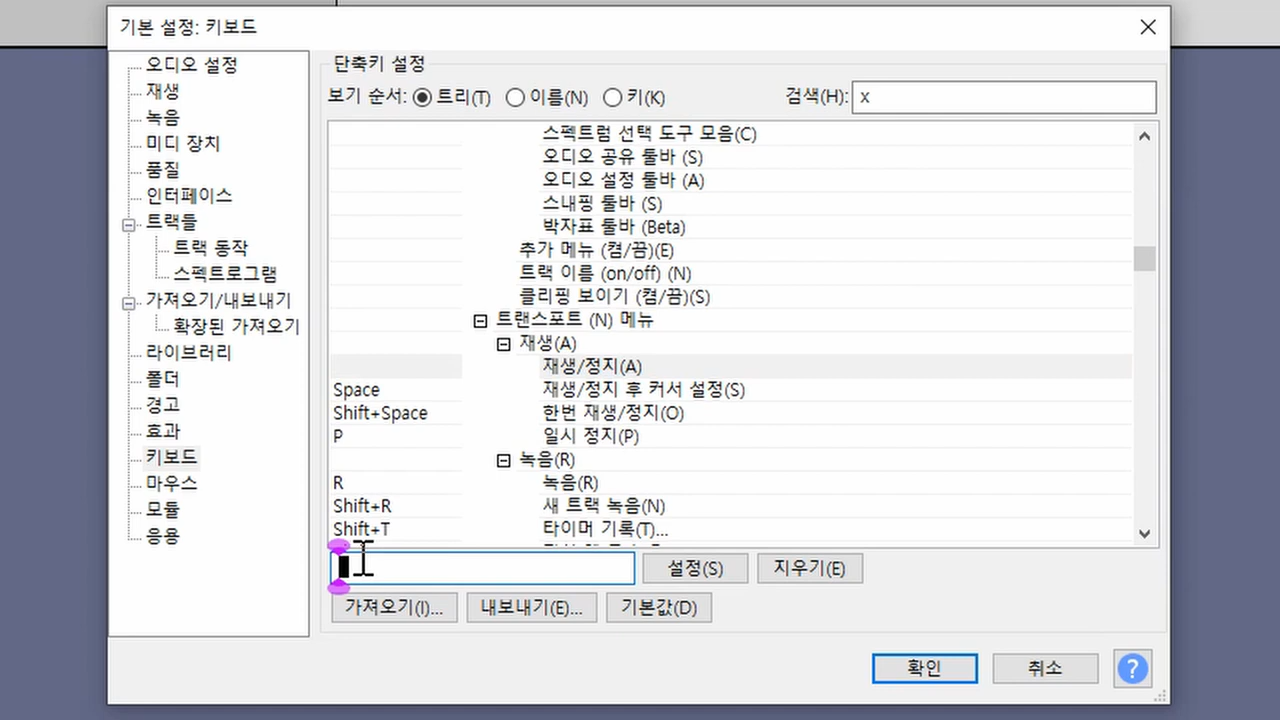 기본 설정: 키보드
오디오 설정
재생
녹음
미디 장치
품질
인터페이스
트랙들
트랙 동작
스펙트로그램
가져오기/내보내기
확장된 가져오기
라이브러리
폴더
경고
효과
키보드
마우스
모듈
응용
단축키 설정
보기 순서: 트리(T) 이름(N) 키(K) 검색(H): x
스펙트럼 선택 도구 모음(C)
오디오 공유 툴바 (S)
오디오 설정 툴바 (A)
스내핑 툴바 (S)
박자표 툴바 (Beta)
추가 메뉴 (켬/끔)(E)
트랙 이름 (on/off) (N)
클리핑 보이기 (켬/끔)(S)
트랜스포트 (N) 메뉴
재생(A)
재생/정지(A)
Space 재생/정지 후 커서 설정(S)
Shift+Space 한번 재생/정지(O)
P 일시 정지(P)
녹음(R)
R 녹음(R)
Shift+R 새 트랙 녹음(N)
Shift+T 타이머 기록(T)...
설정(S) 지우기(E)
가져오기(I)... 내보내기(E)... 기본값(D)
확인 취소 ?